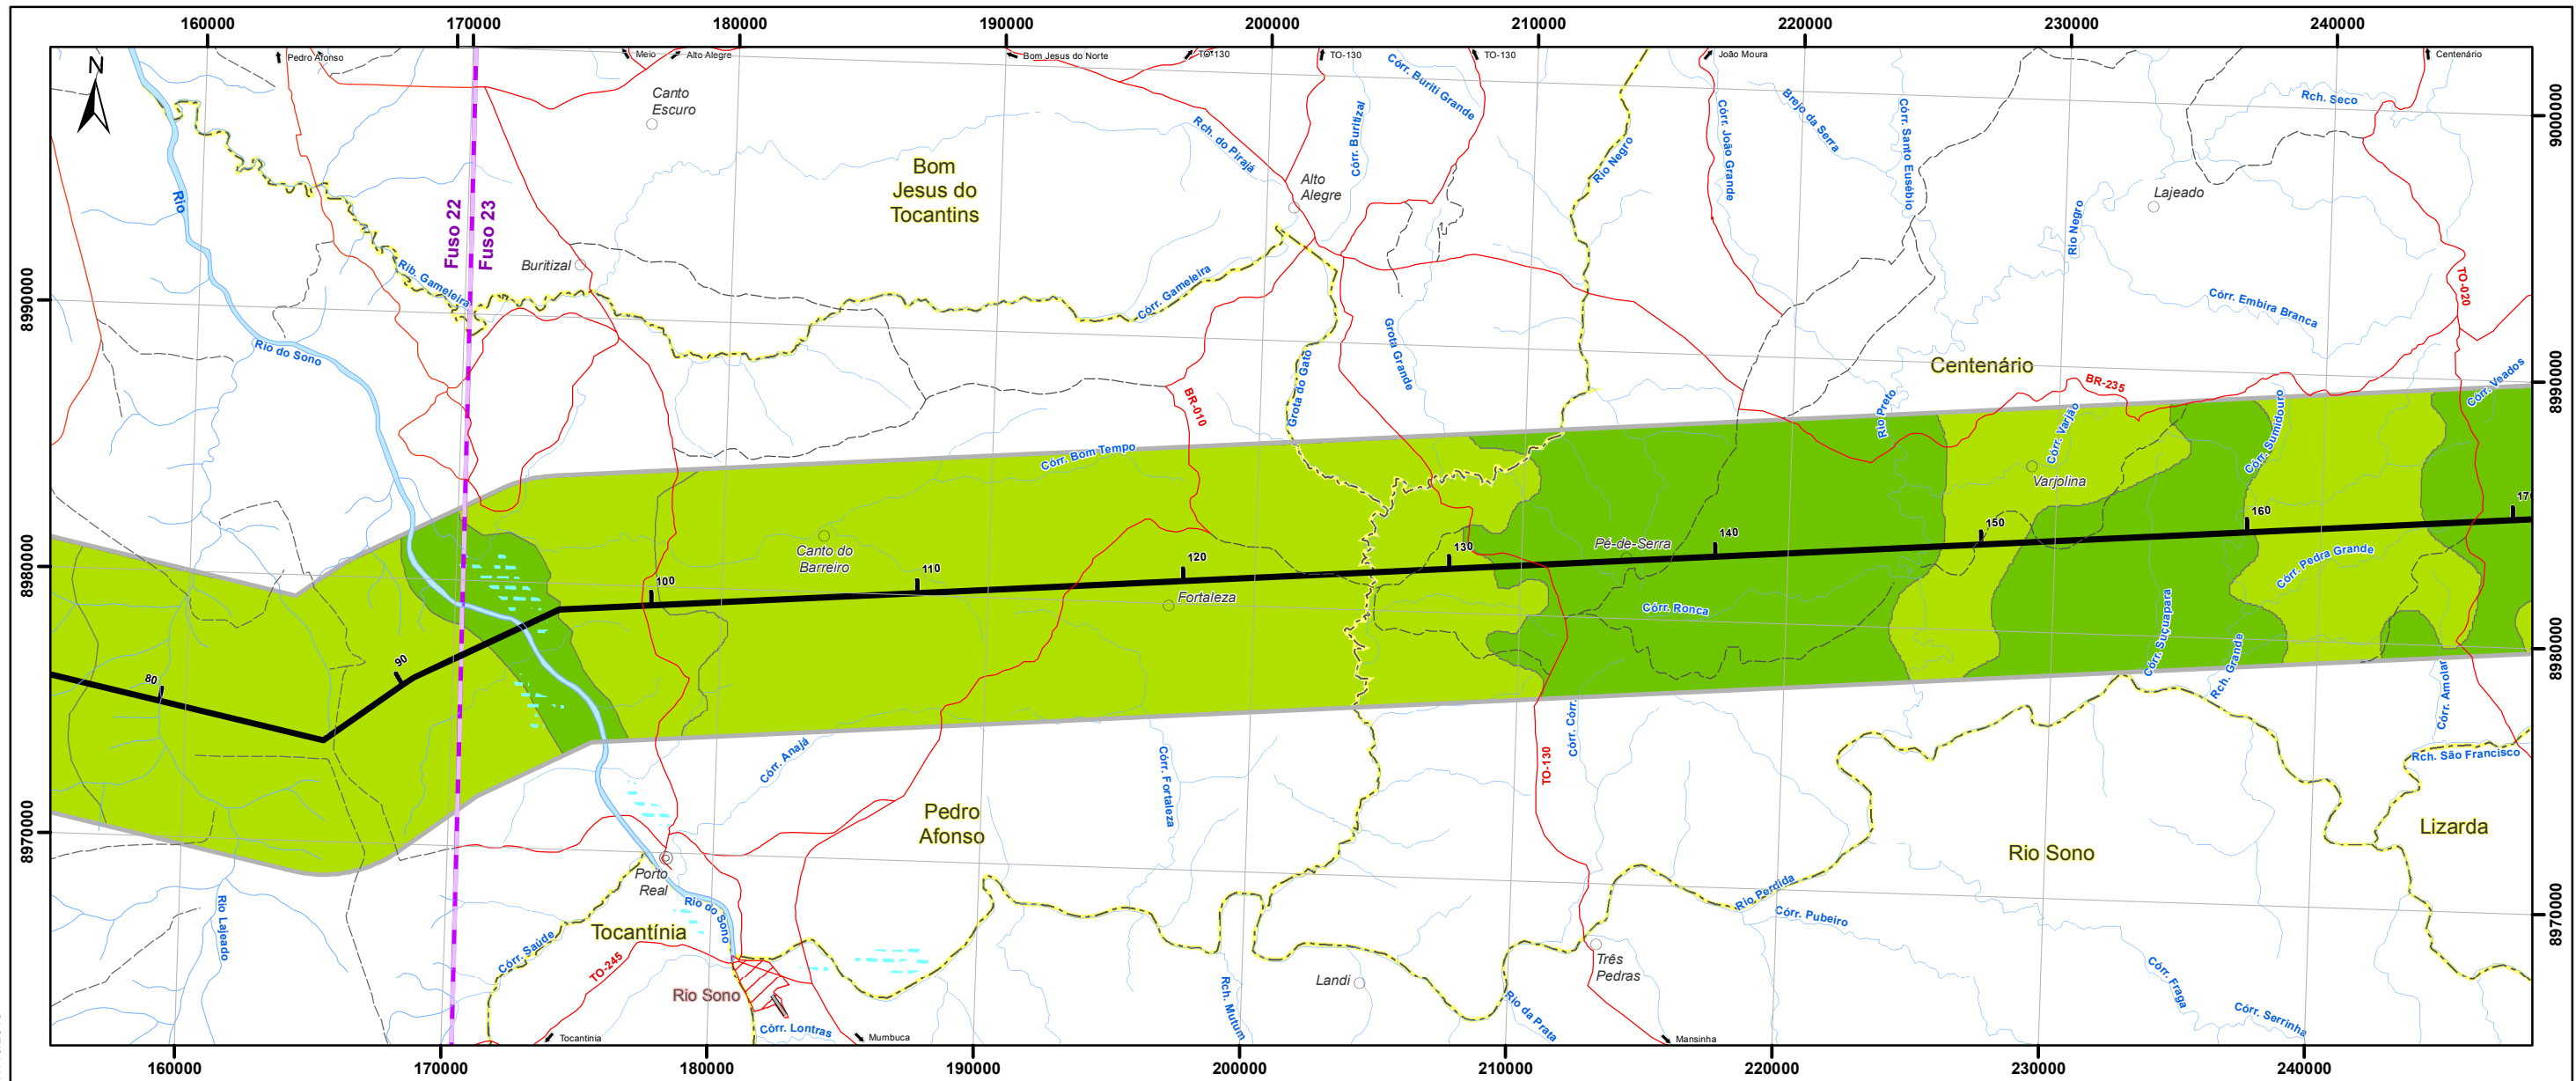 160000
170000
180000
190000
200000
210000
220000
230000
240000
Pedro Afonso
Meio
Alto Alegre
Bom Jesus do Norte
TO-130
TO-130
TO-130
João Moura
Centenário
N
Canto
Escuro
Córr. Buriti Grande
Rch. do Pirajá
Córr. Buritizal
Córr. João Grande
Brejo da Serra
Córr. Santo Eusébio
Rch. Seco
9000000
Rio
Bom
Jesus do
Tocantins
Alto
Alegre
Rio Negro
Rio Negro
Lajeado
Fuso 22
Fuso 23
Buritizal
Rib. Gameleira
Córr. Gameleira
TO-020
Córr. Embira Branca
8990000
Rio do Sono
Grota Grande
Grota do Gato
Centenário
BR-235
BR-010
Córr. Veados
8990000
Rio Preto
Córr. Varjão
Córr. Sumidouro
Córr. Bom Tempo
Varjolina
8980000
Canto do
Barreiro
Pé-de-Serra
80
90
100
110
120
130
140
150
160
Fortaleza
Córr. Ronca
Córr. Pedra Grande
Córr. Suçuapara
Rch. Grande
8980000
Córr. Amolar
Córr. Anajá
Córr. Fortaleza
TO-130
Córr. Córr.
Rch. São Francisco
8970000
Pedro
Afonso
Rio Sono
Lizarda
Porto
Real
Rio Lajeado
Rio do Sono
Rio Perdida
Córr. Pubeiro
8970000
Tocantínia
Córr. Saúde
TO-245
Rio Sono
Landi
Três
Pedras
Rch. Mutum
Rio da Prata
Córr. Fraga
Córr. Serrinha
Córr. Lontras
Tocantinia
Mumbuca
Mansinha
160000
170000
180000
190000
200000
210000
220000
230000
240000